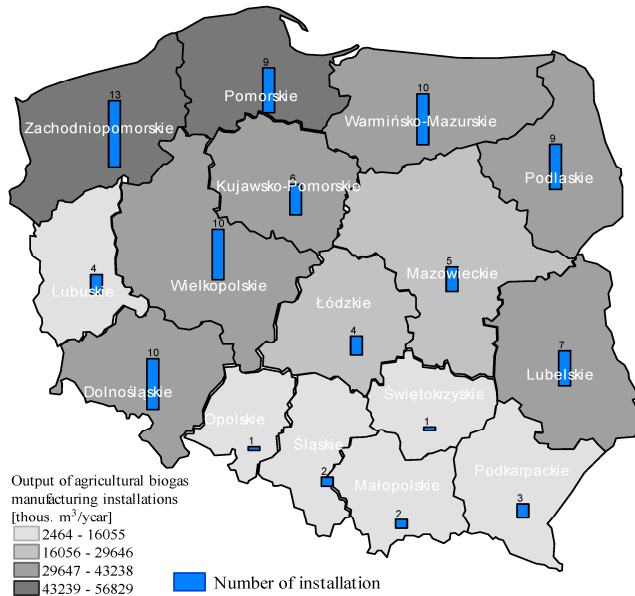 9
Pomorskie
13
Zachodniopomorskie
10
Warmińsko-Mazurskie
9
Podlaskie
6
Kujawsko-Pomorskie
10
Wielkopolskie
5
Mazowieckie
4
Lubuskie
Łódzkie
4
7
Lubelskie
10
Dolnośląskie
Świętokrzyskie
1
Opolskie
1
Śląskie
2
Małopolskie
2
Podkarpackie
3
Output of agricultural biogas
manufacturing installations
[thous. m³/ycar]
2464 - 16055
16056 - 29646
29647 - 43238
43239 - 56829
Number of installation